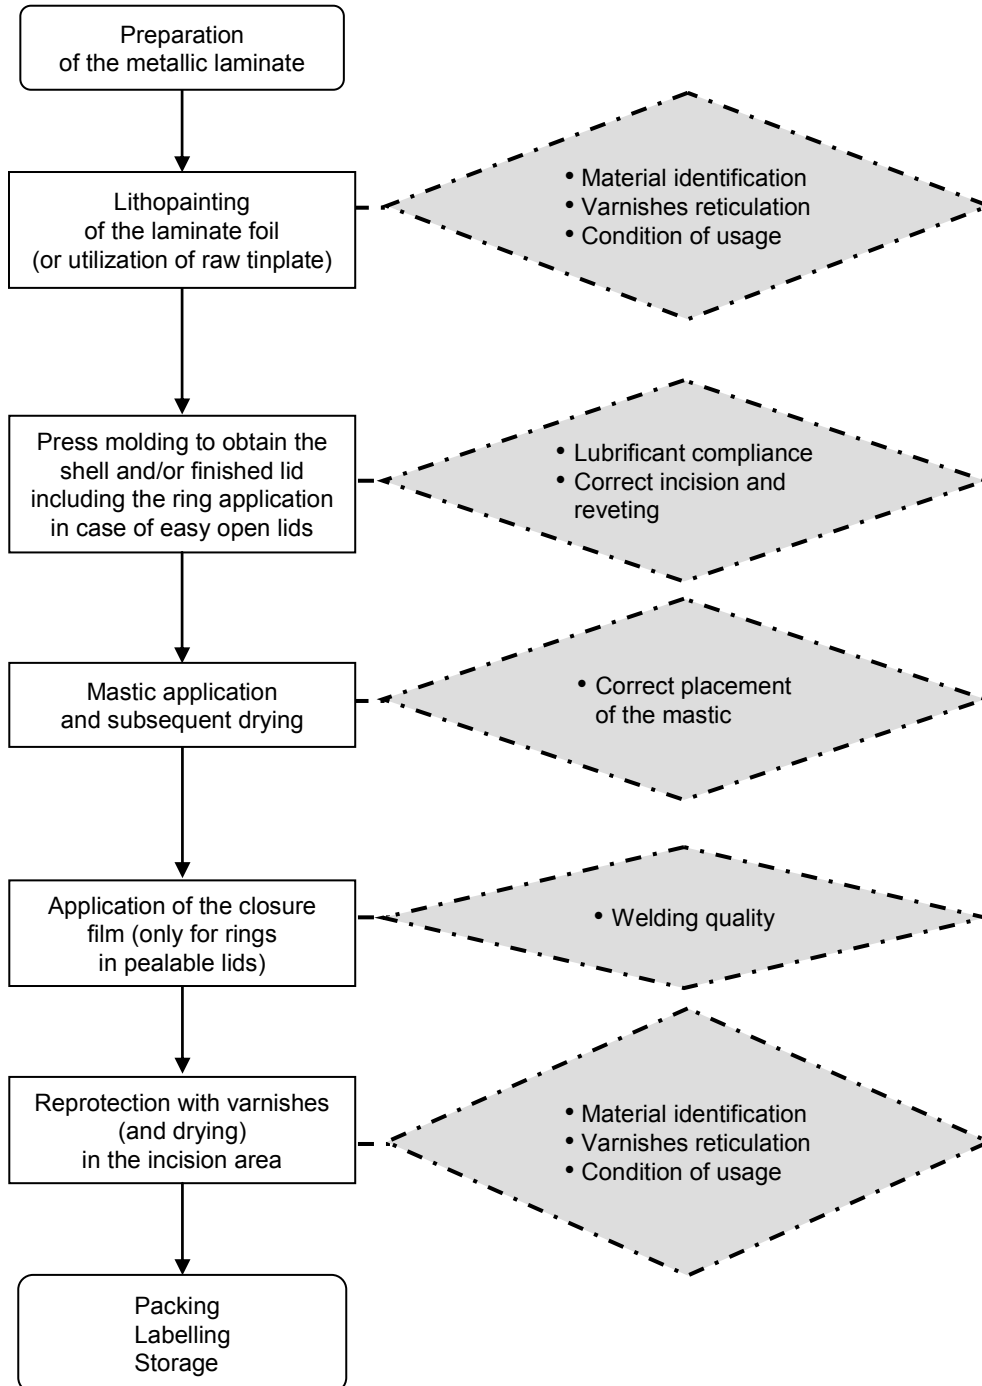 Preparation
of the metallic laminate
Lithopainting
of the laminate foil
(or utilization of raw tinplate)
• Material identification
• Varnishes reticulation
• Condition of usage
Press molding to obtain the
shell and/or finished lid
including the ring application
in case of easy open lids
• Lubrificant compliance
• Correct incision and
reveting
Mastic application
and subsequent drying
• Correct placement
of the mastic
Application of the closure
film (only for rings
in pealable lids)
• Welding quality
Reprotection with varnishes
(and drying)
in the incision area
• Material identification
• Varnishes reticulation
• Condition of usage
Packing
Labelling
Storage